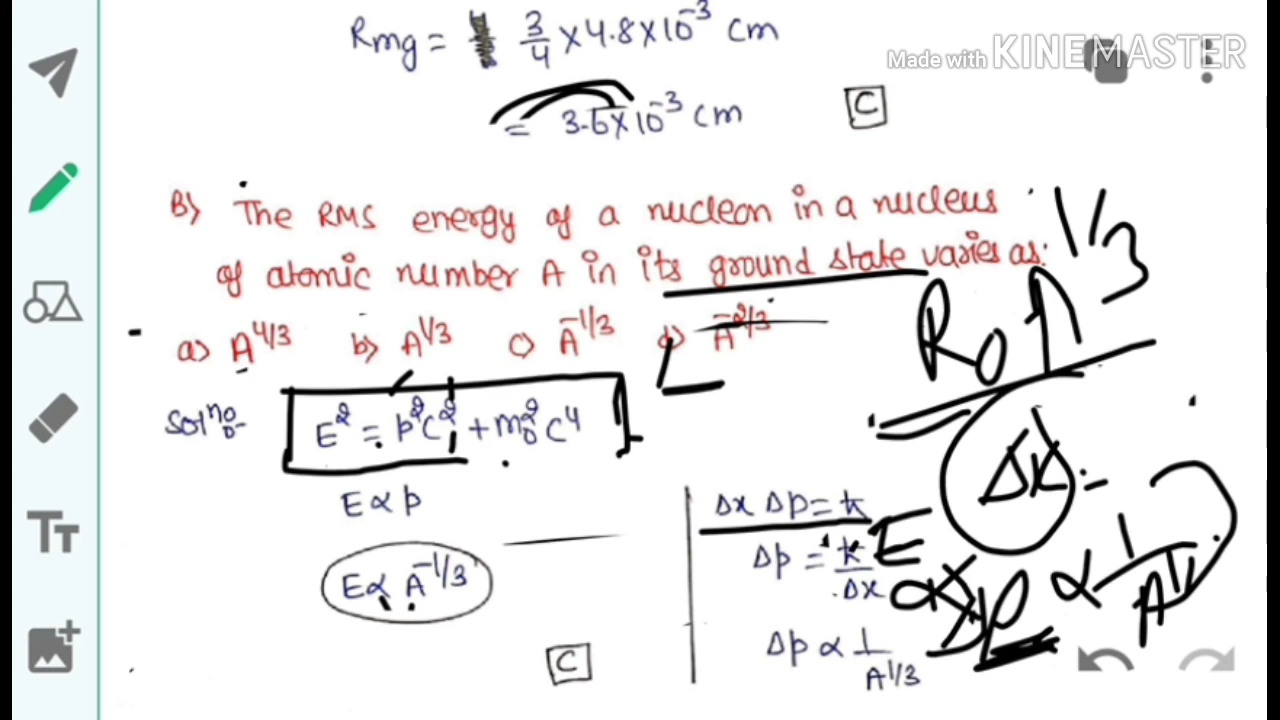 Rmg = 3/4 × 4.8 × 10⁻³ cm
Made with KINEMASTER
= 3.6 × 10⁻³ cm
C
B) The RMS energy of a nucleon in a nucleus
of atomic number A in its ground state varies as:
a) A^4/3 b) A^1/3 c) A^-1/3 d) A^-2/3
R₀ A^1/3
Solⁿ E² = p²c² + m₀²c⁴
E ∝ p
E ∝ A^-1/3
C
Δx Δp = ℏ
Δp = ℏ/Δx
Δp ∝ 1/A^1/3
Δx =
E ∝ Δp ∝
TT